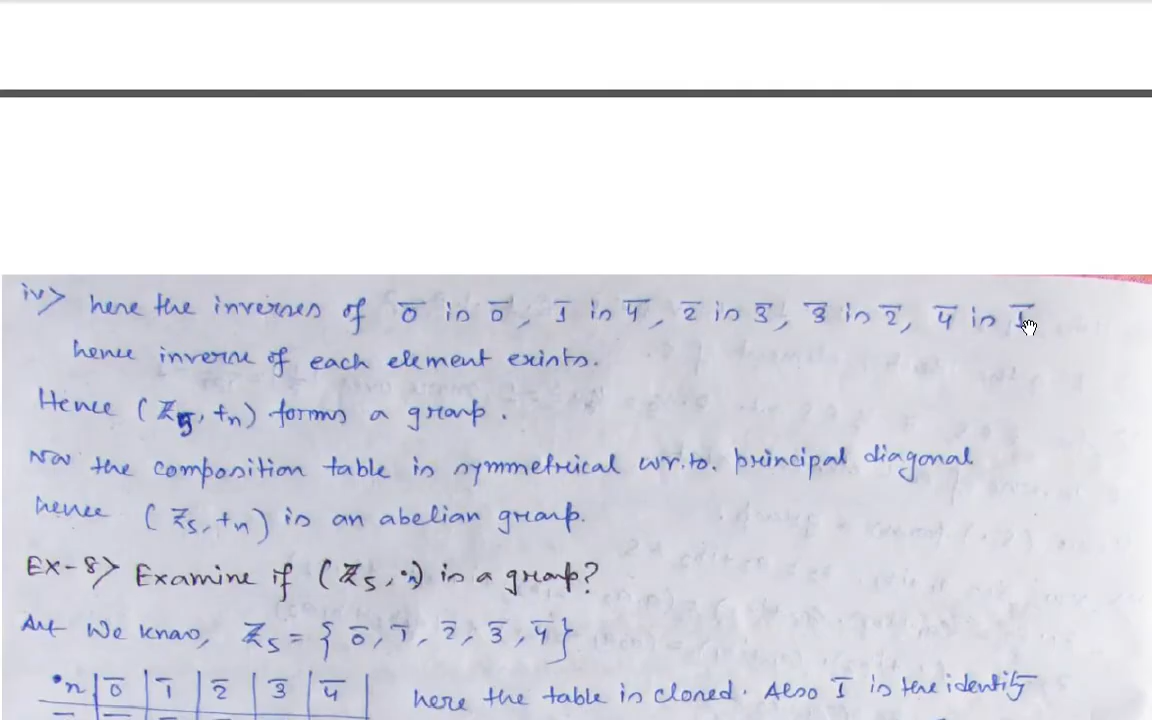 iv> here the inverses of 0̅ is 0̅, 1̅ is 4̅, 2̅ is 3̅, 3̅ is 2̅, 4̅ is 1̅
hence inverse of each element exists.
Hence (Z₅, +n) forms a group.
Now the composition table is symmetrical w.r.to. principal diagonal
hence (Z₅, +n) is an abelian group.
EX-8> Examine if (Z₅, ·n) is a group?
We know, Z₅ = {0̅, 1̅, 2̅, 3̅, 4̅}
·n | 0̅ | 1̅ | 2̅ | 3̅ | 4̅ | here the table is closed. Also 1̅ is the identity